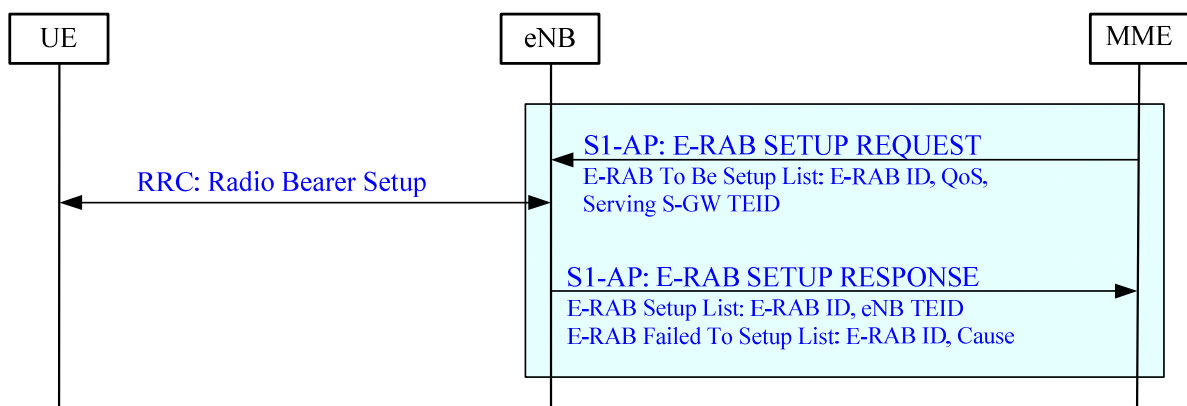 UE
eNB
MME
S1-AP: E-RAB SETUP REQUEST
E-RAB To Be Setup List: E-RAB ID, QoS,
Serving S-GW TEID
RRC: Radio Bearer Setup
S1-AP: E-RAB SETUP RESPONSE
E-RAB Setup List: E-RAB ID, eNB TEID
E-RAB Failed To Setup List: E-RAB ID, Cause